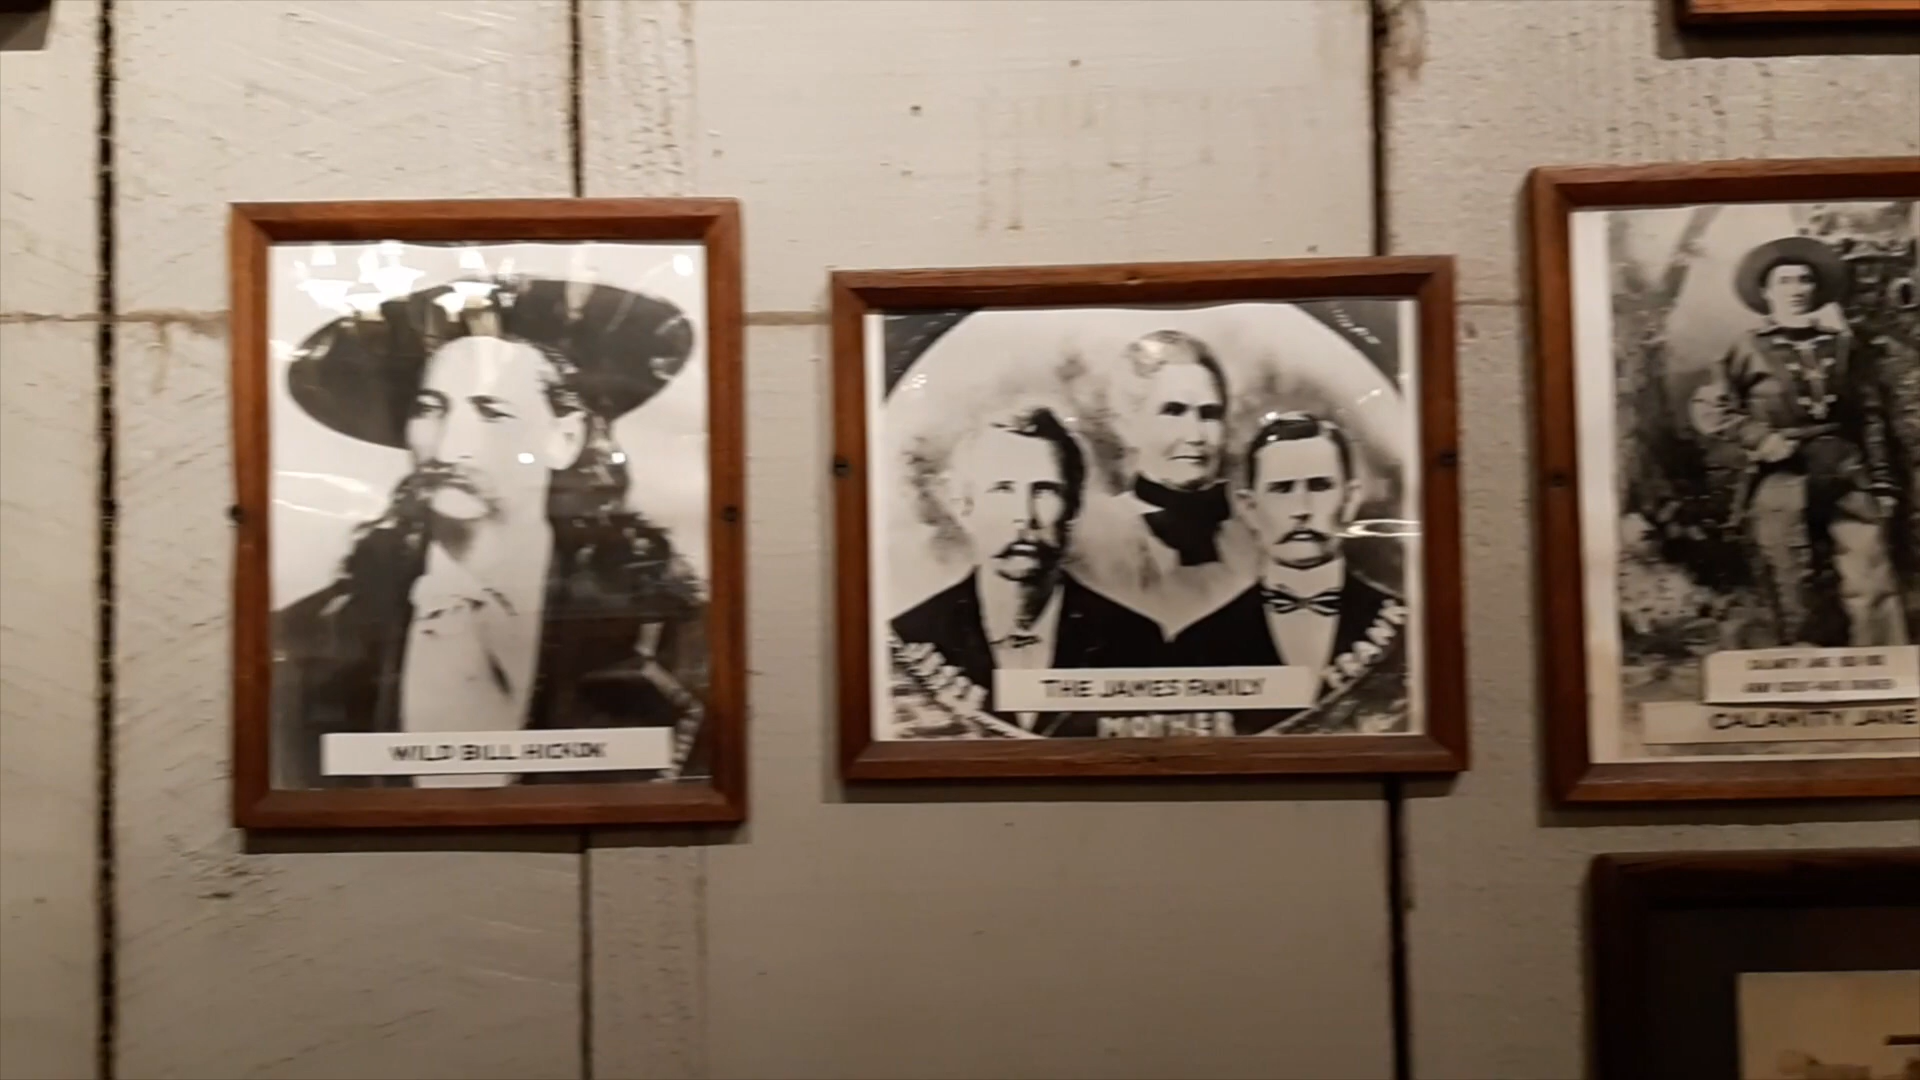 WILD BILL HICKOK
JESSE
FRANK
THE JAMES FAMILY
MOTHER
CALAMITY JANE